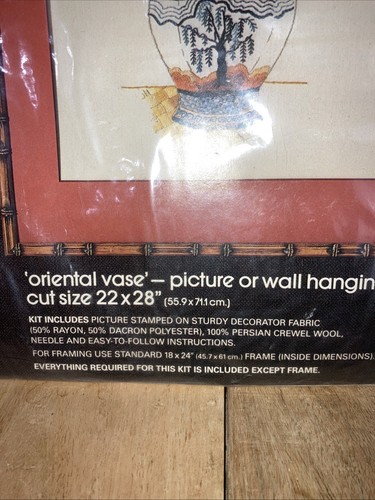 'oriental vase' – picture or wall hangin
cut size 22 x 28" (55.9 x 71.1 cm.)
KIT INCLUDES PICTURE STAMPED ON STURDY DECORATOR FABRIC
(50% RAYON, 50% DACRON POLYESTER), 100% PERSIAN CREWEL WOOL,
NEEDLE AND EASY-TO-FOLLOW INSTRUCTIONS.
FOR FRAMING USE STANDARD 18 x 24" (45.7 x 61 cm.) FRAME (INSIDE DIMENSIONS).
EVERYTHING REQUIRED FOR THIS KIT IS INCLUDED EXCEPT FRAME.